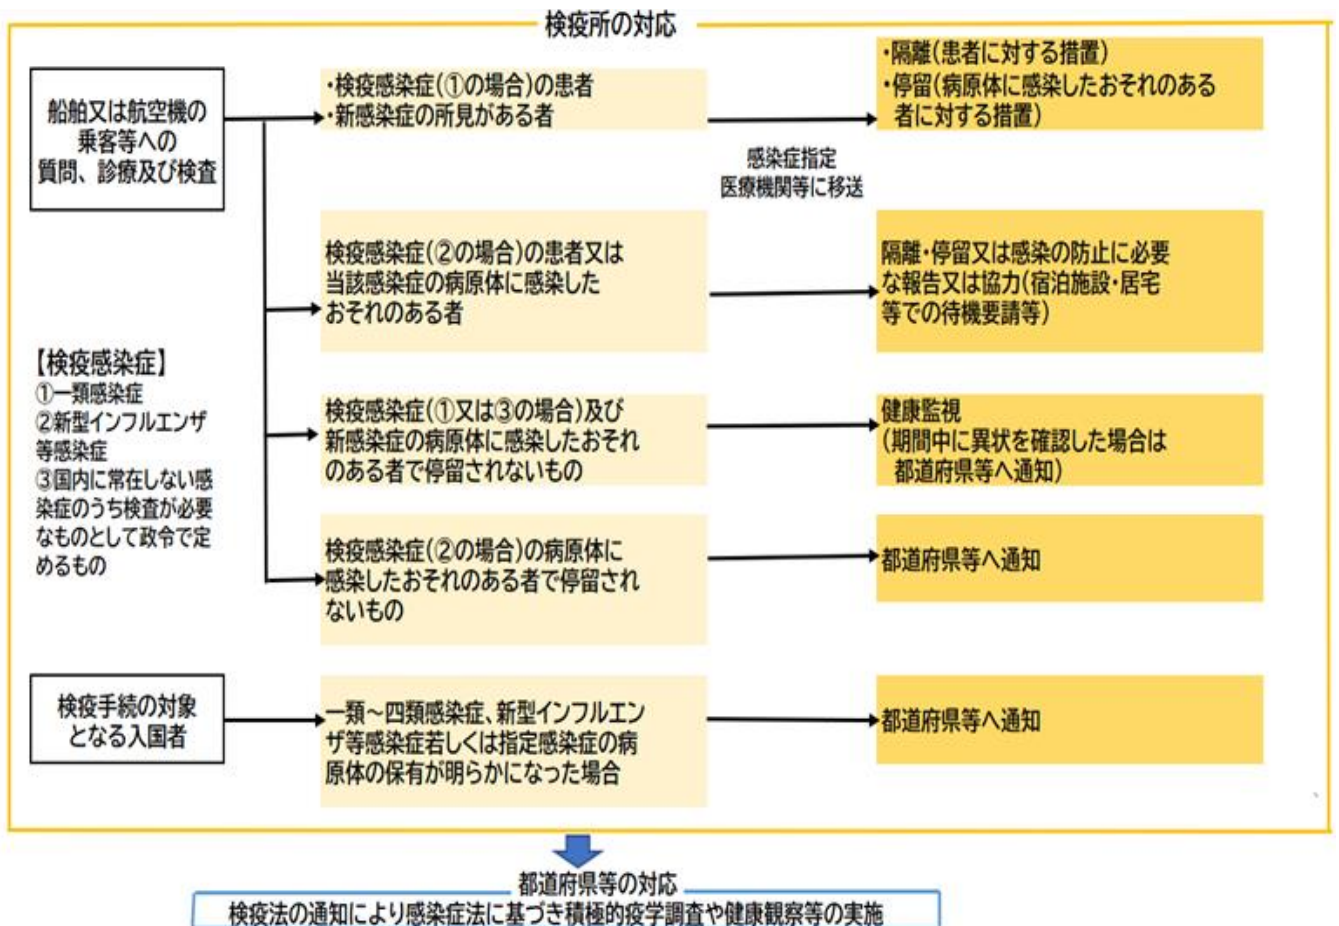 検疫所の対応
船舶又は航空機の
乗客等への
質問、診療及び検査
・検疫感染症(①の場合)の患者
・新感染症の所見がある者
・隔離(患者に対する措置)
・停留(病原体に感染したおそれのある
者に対する措置)
感染症指定
医療機関等に移送
検疫感染症(②の場合)の患者又は
当該感染症の病原体に感染した
おそれのある者
隔離・停留又は感染の防止に必要
な報告又は協力(宿泊施設・居宅
等での待機要請等)
【検疫感染症】
①一類感染症
②新型インフルエンザ
等感染症
③国内に常在しない感
染症のうち検査が必要
なものとして政令で定
めるもの
検疫感染症(①又は③の場合)及び
新感染症の病原体に感染したおそれ
のある者で停留されないもの
健康監視
(期間中に異状を確認した場合は
都道府県等へ通知)
検疫感染症(②の場合)の病原体に
感染したおそれのある者で停留され
ないもの
都道府県等へ通知
検疫手続の対象
となる入国者
一類～四類感染症、新型インフルエン
ザ等感染症若しくは指定感染症の病
原体の保有が明らかになった場合
都道府県等へ通知
都道府県等の対応
検疫法の通知により感染症法に基づき積極的疫学調査や健康観察等の実施